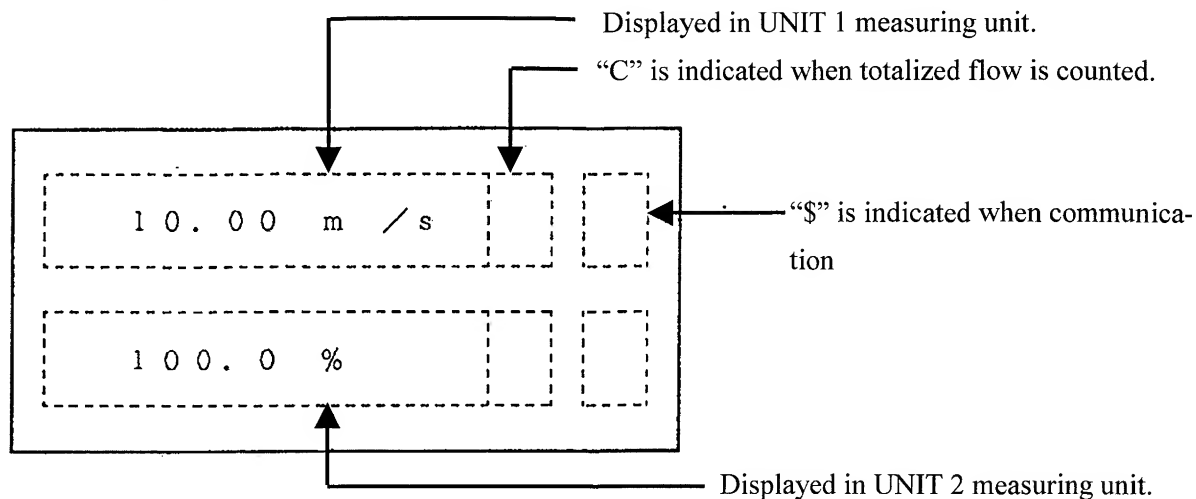 Displayed in UNIT 1 measuring unit.
“C” is indicated when totalized flow is counted.
10.00 m /s
“$” is indicated when communica-
tion
100.0 %
Displayed in UNIT 2 measuring unit.